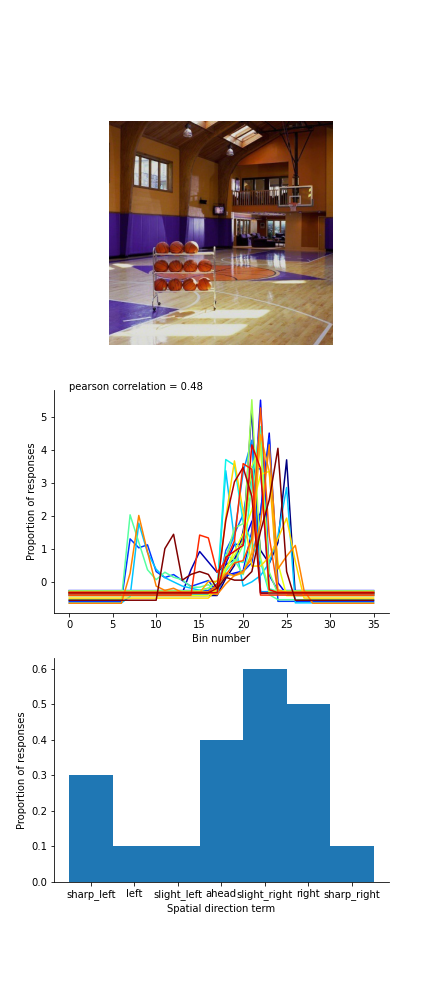 pearson correlation = 0.48
5
4
3
2
1
0
Proportion of responses
0 5 10 15 20 25 30 35
Bin number
0.6
0.5
0.4
0.3
0.2
0.1
0.0
Proportion of responses
sharp_left left slight_left ahead slight_right right sharp_right
Spatial direction term